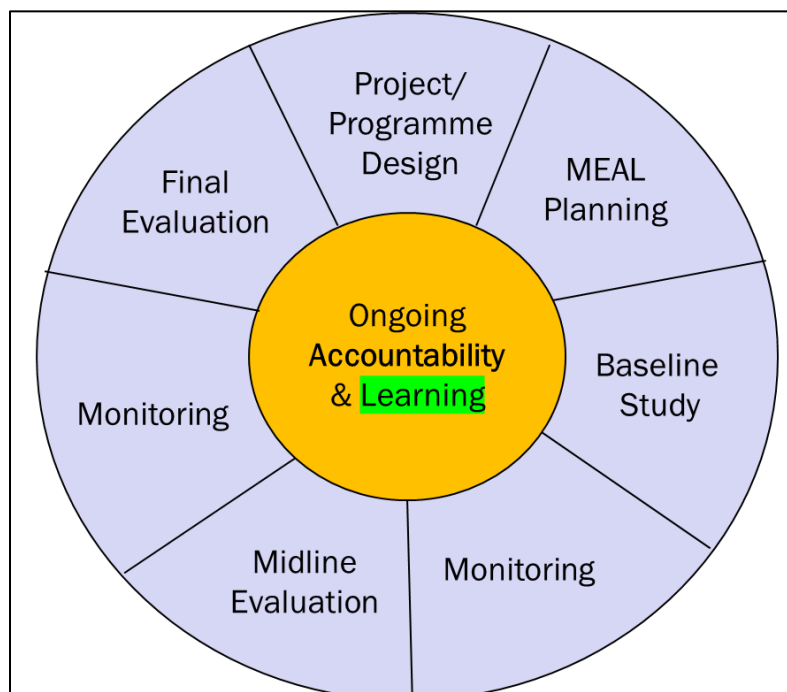 Project/
Programme
Design
MEAL
Planning
Baseline
Study
Monitoring
Midline
Evaluation
Monitoring
Final
Evaluation
Ongoing
Accountability
& Learning